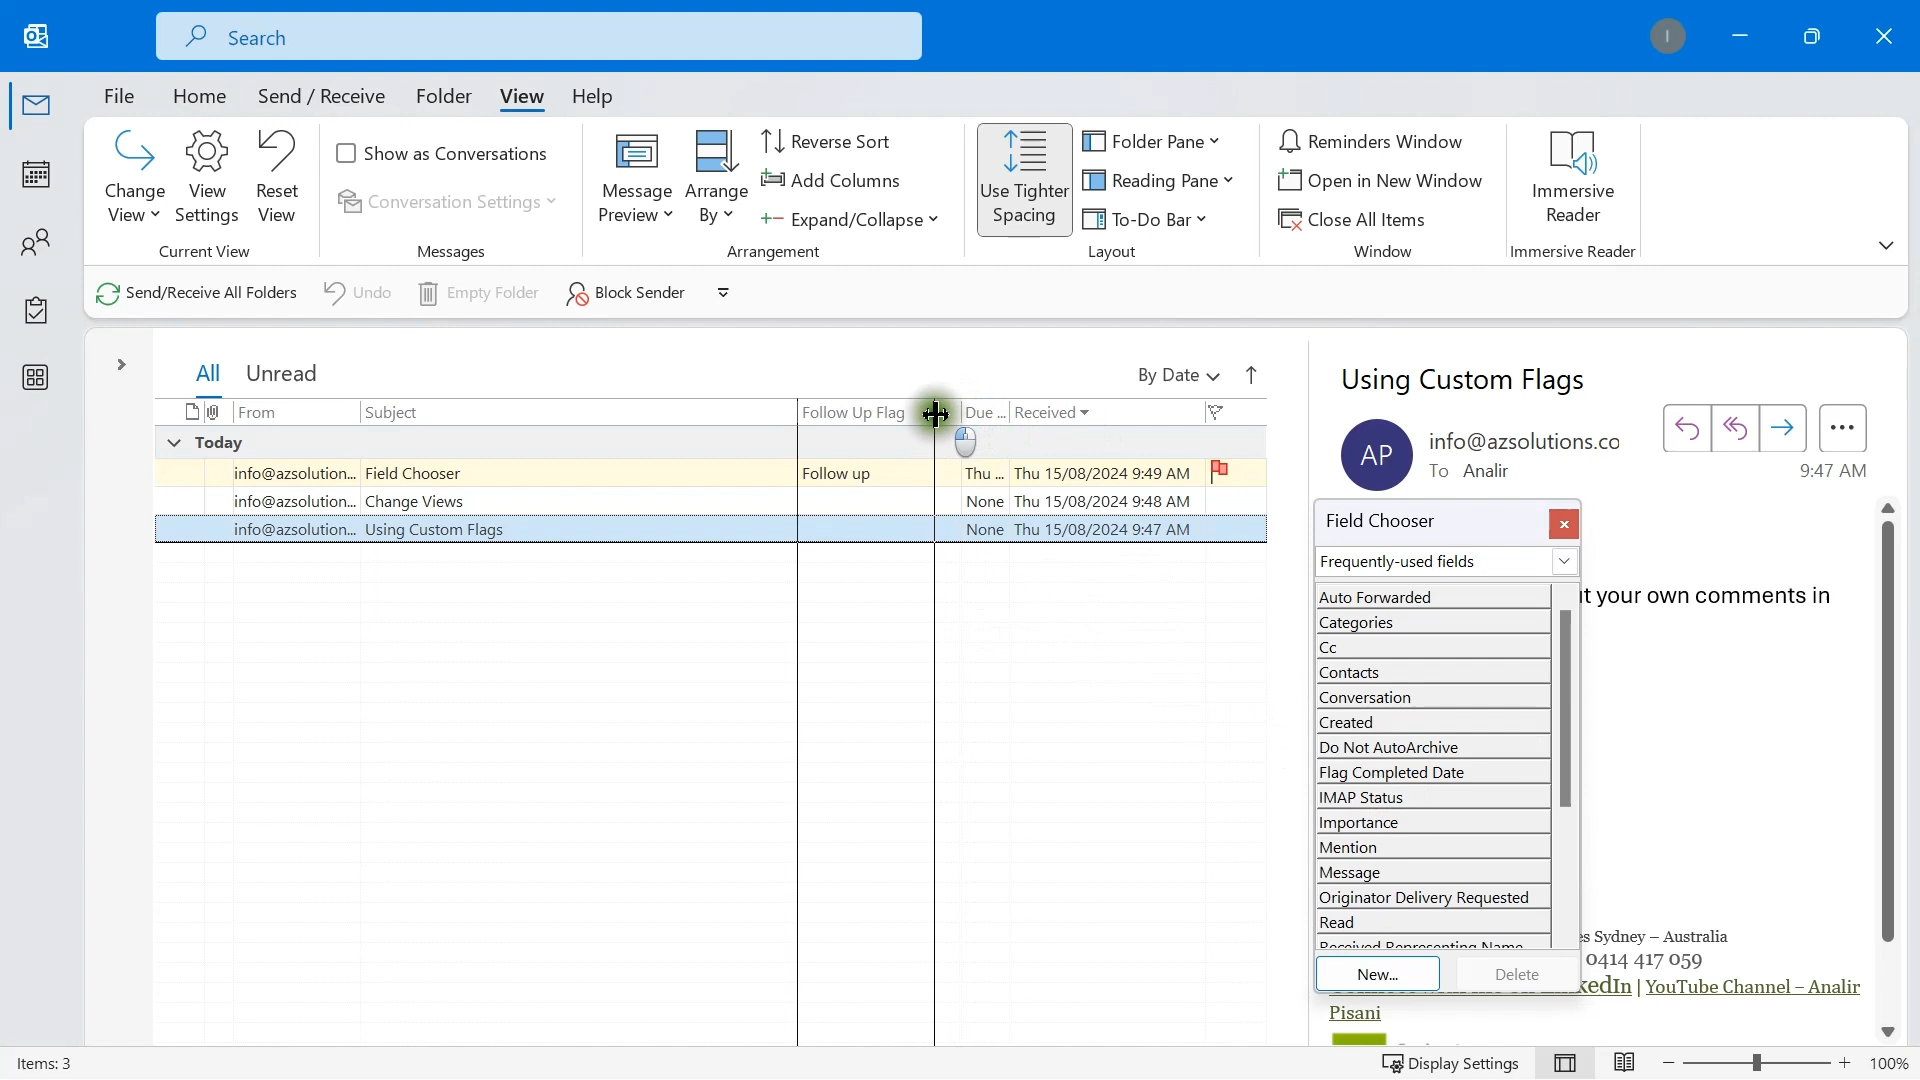 Search
I
File Home Send / Receive Folder View Help
Change View
View Settings
Reset View
Current View
Show as Conversations
Conversation Settings
Messages
Message Preview
Arrange By
Reverse Sort
Add Columns
Expand/Collapse
Arrangement
Use Tighter Spacing
Folder Pane
Reading Pane
To-Do Bar
Layout
Reminders Window
Open in New Window
Close All Items
Window
Immersive Reader
Immersive Reader
Send/Receive All Folders Undo Empty Folder Block Sender
All Unread By Date
From Subject Follow Up Flag Due ... Received
Today
info@azsolution... Field Chooser Follow up Thu ... Thu 15/08/2024 9:49 AM
info@azsolution... Change Views None Thu 15/08/2024 9:48 AM
info@azsolution... Using Custom Flags None Thu 15/08/2024 9:47 AM
Using Custom Flags
AP
info@azsolutions.co
To Analir
9:47 AM
Field Chooser
Frequently-used fields
Auto Forwarded
Categories
Cc
Contacts
Conversation
Created
Do Not AutoArchive
Flag Completed Date
IMAP Status
Importance
Mention
Message
Originator Delivery Requested
Read
Received Representing Name
New... Delete
your own comments in
Sydney – Australia
0414 417 059
kedIn | YouTube Channel – Analir
Pisani
Items: 3 Display Settings 100%